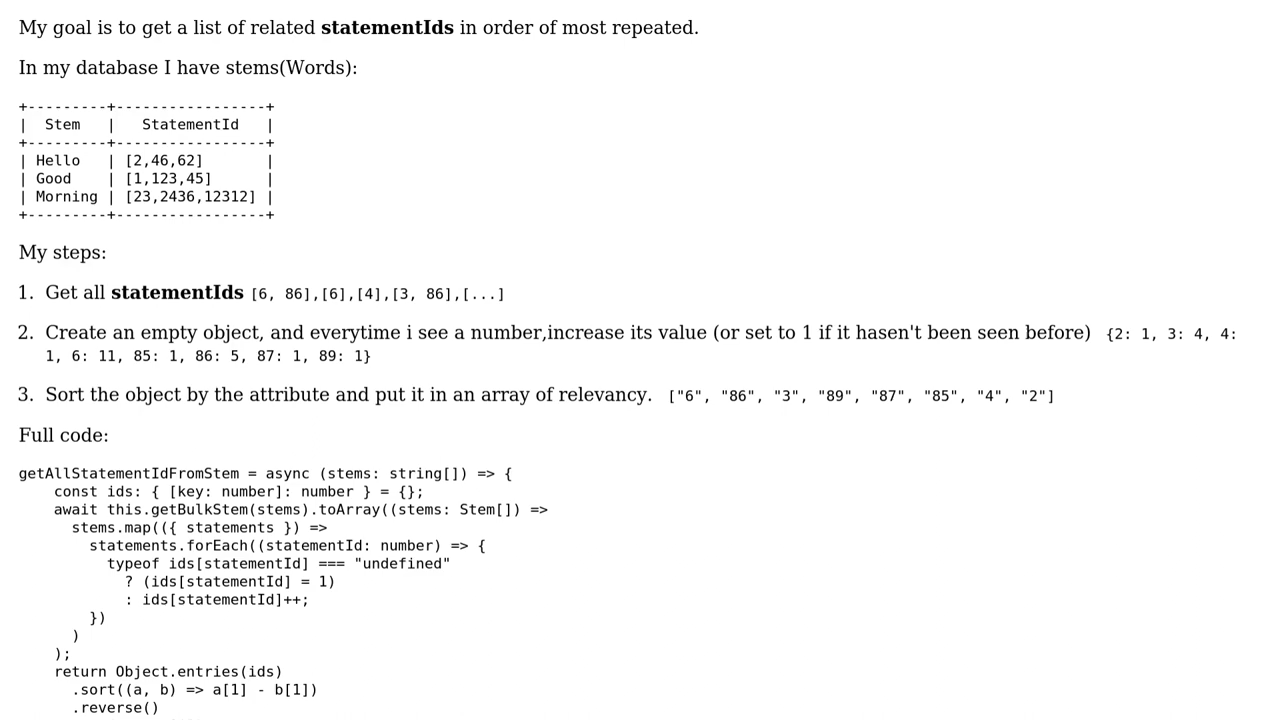 My goal is to get a list of related statementIds in order of most repeated.
In my database I have stems(Words):
+---------+-----------------+
|  Stem   |   StatementId   |
+---------+-----------------+
| Hello   | [2,46,62]       |
| Good    | [1,123,45]      |
| Morning | [23,2436,12312] |
+---------+-----------------+
My steps:
1. Get all statementIds [6, 86],[6],[4],[3, 86],[...]
2. Create an empty object, and everytime i see a number,increase its value (or set to 1 if it hasn't been seen before) {2: 1, 3: 4, 4:
1, 6: 11, 85: 1, 86: 5, 87: 1, 89: 1}
3. Sort the object by the attribute and put it in an array of relevancy. ["6", "86", "3", "89", "87", "85", "4", "2"]
Full code:
getAllStatementIdFromStem = async (stems: string[]) => {
    const ids: { [key: number]: number } = {};
    await this.getBulkStem(stems).toArray((stems: Stem[]) =>
      stems.map(({ statements }) =>
        statements.forEach((statementId: number) => {
          typeof ids[statementId] === "undefined"
            ? (ids[statementId] = 1)
            : ids[statementId]++;
        })
      )
    );
    return Object.entries(ids)
      .sort((a, b) => a[1] - b[1])
      .reverse()